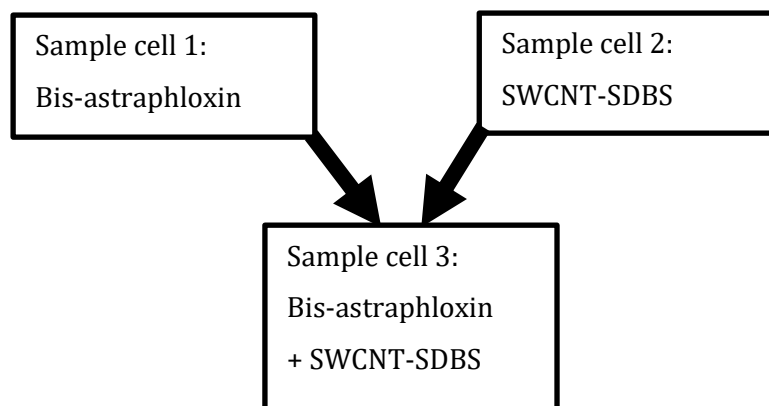 Sample cell 1:
Bis-astraphloxin
Sample cell 2:
SWCNT-SDBS
Sample cell 3:
Bis-astraphloxin
+ SWCNT-SDBS